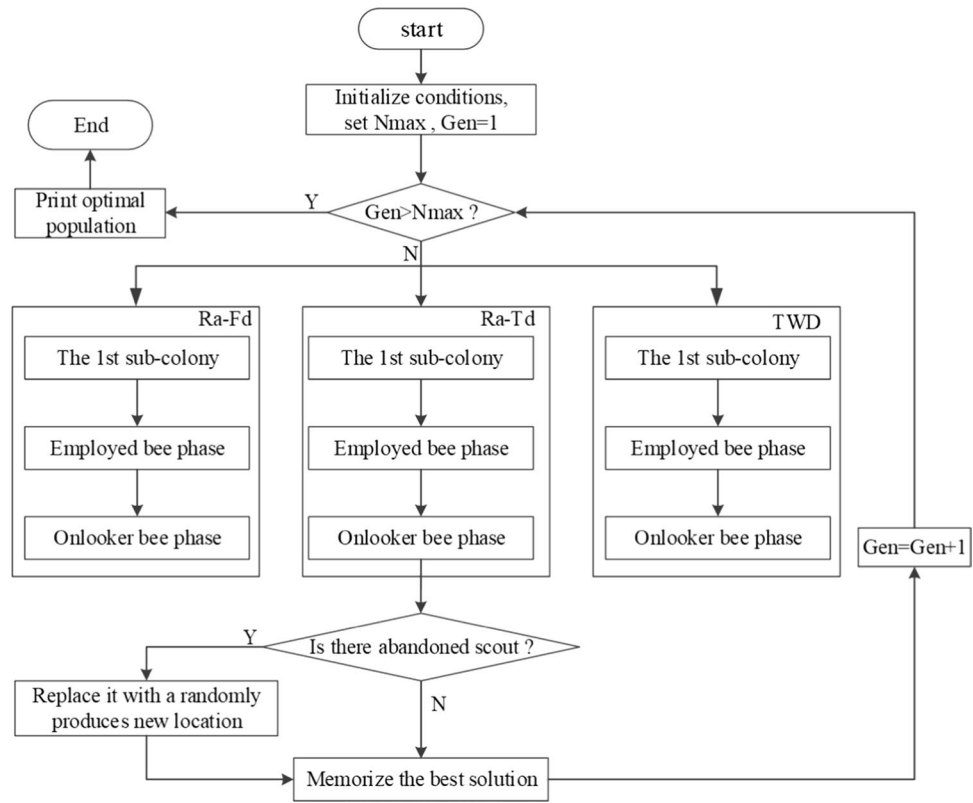 start
Initialize conditions,
set Nmax , Gen=1
End
Print optimal
population
Y
Gen>Nmax ?
N
Ra-Fd
The 1st sub-colony
Employed bee phase
Onlooker bee phase
Ra-Td
The 1st sub-colony
Employed bee phase
Onlooker bee phase
TWD
The 1st sub-colony
Employed bee phase
Onlooker bee phase
Gen=Gen+1
Y
Is there abandoned scout ?
Replace it with a randomly
produces new location
N
Memorize the best solution